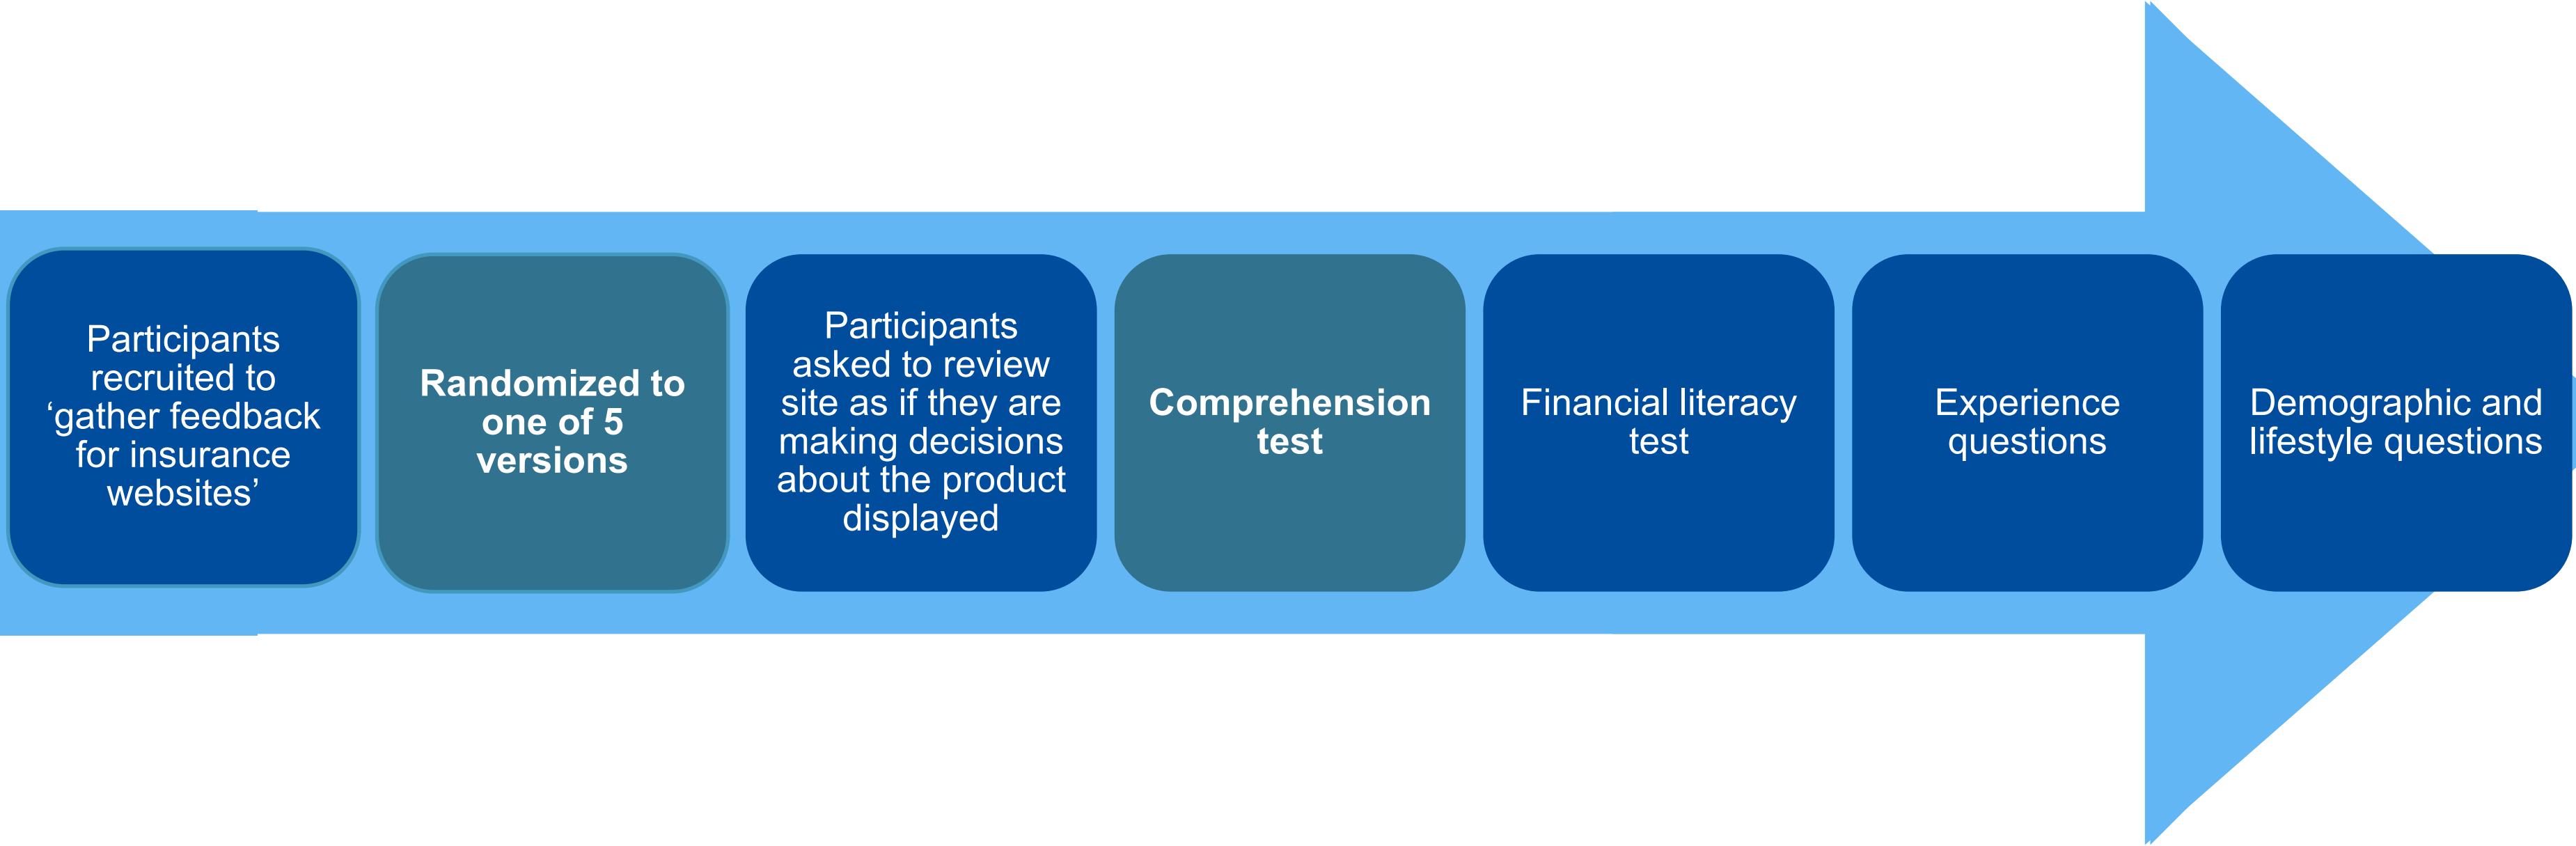 Participants
recruited to
‘gather feedback
for insurance
websites’
Randomized to
one of 5
versions
Participants
asked to review
site as if they are
making decisions
about the product
displayed
Comprehension
test
Financial literacy
test
Experience
questions
Demographic and
lifestyle questions